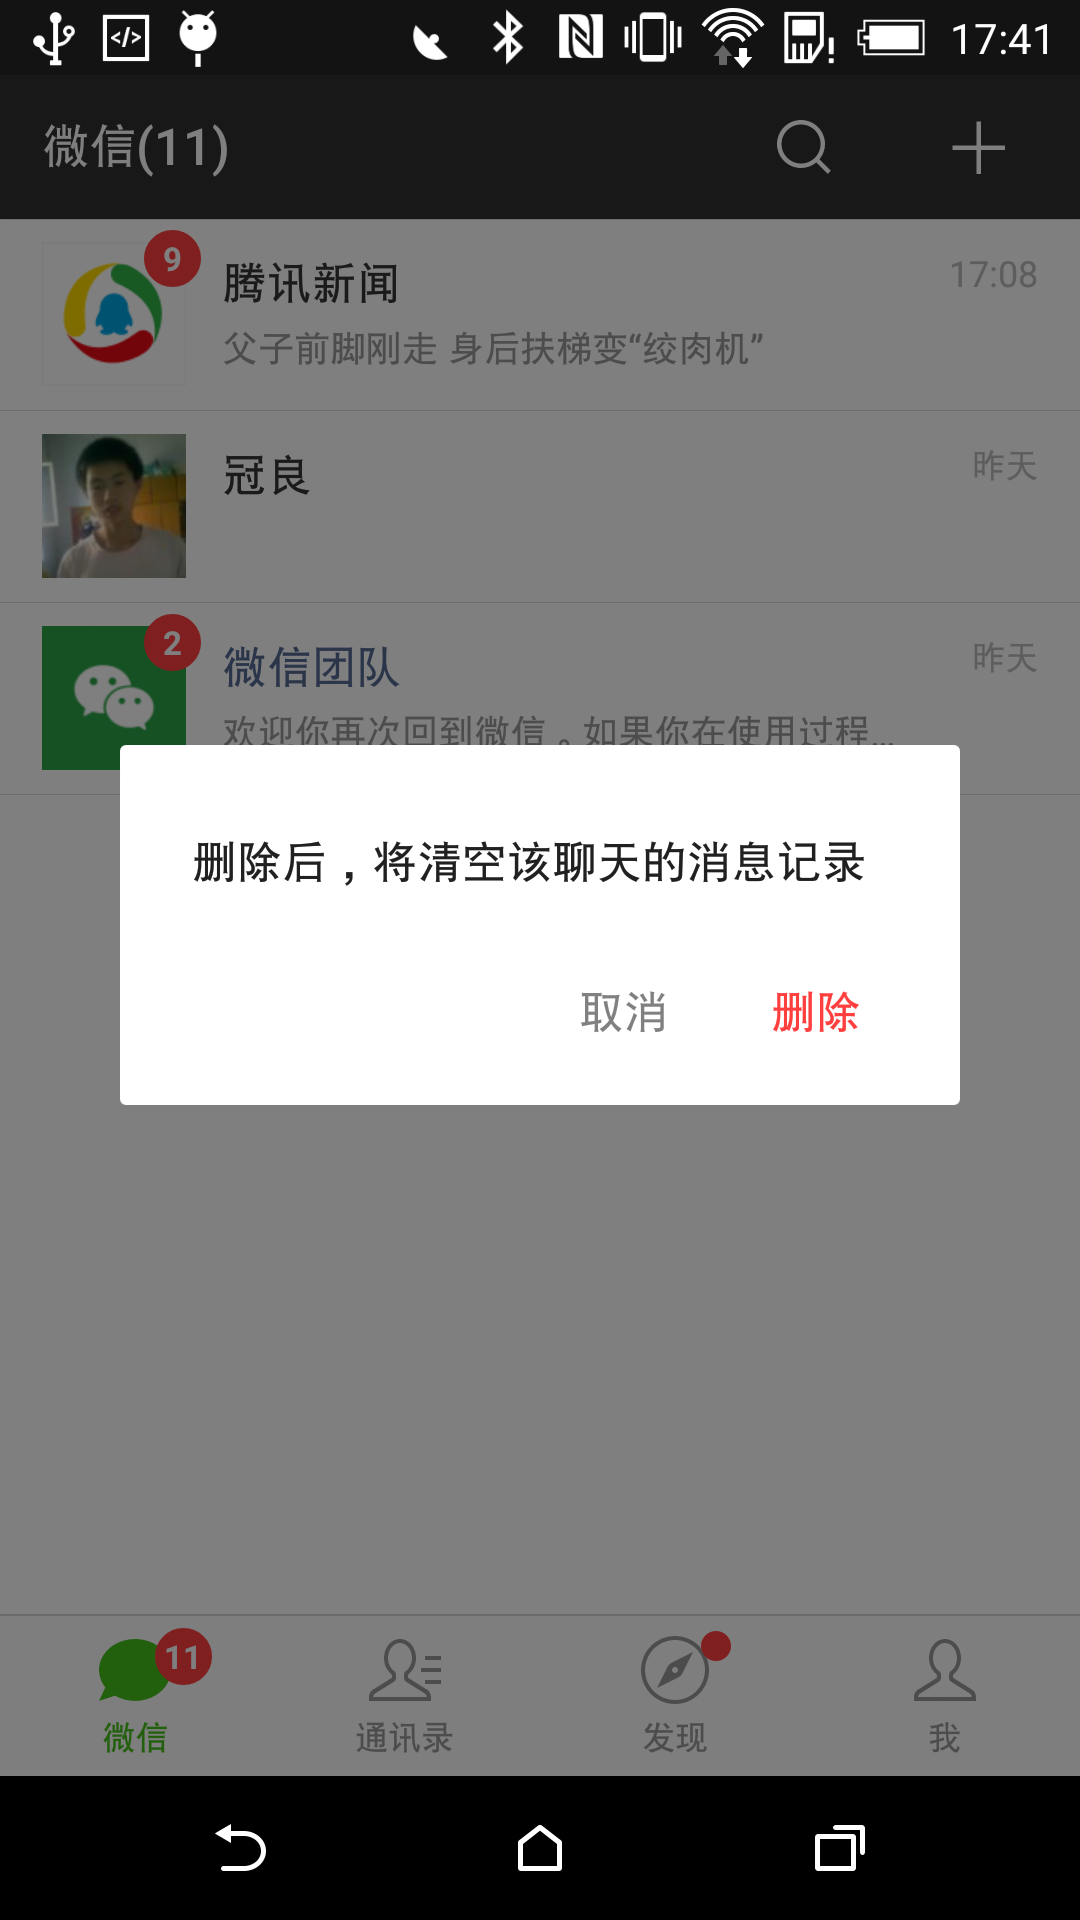 17:41
微信(11)
9
腾讯新闻
17:08
父子前脚刚走 身后扶梯变“绞肉机”
冠良
昨天
2
微信团队
昨天
欢迎你再次回到微信。如果你在使用过程...
删除后，将清空该聊天的消息记录
取消
删除
11
微信
通讯录
发现
我